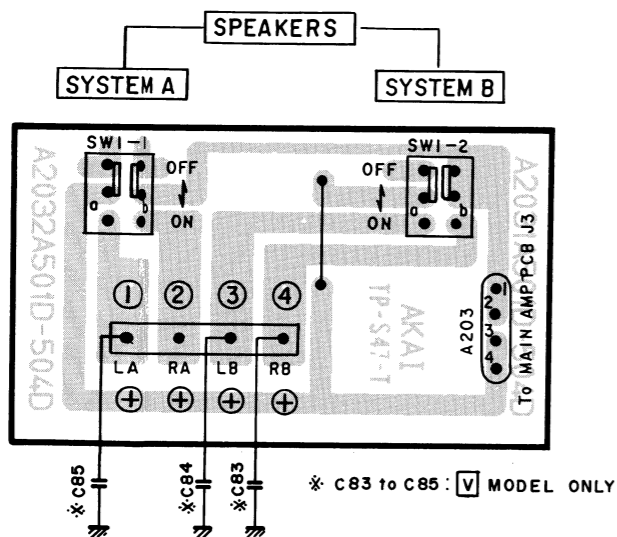 SPEAKERS
SYSTEM A
SYSTEM B
SW1-1
SW1-2
OFF
ON
a
b
OFF
ON
a
b
A2032A501D-504D
AKAI
TP-S47-T
① ② ③ ④
LA RA LB RB
+ + + +
A203
1
2
3
4
To MAIN AMP PCB J3
※C85
※C84
※C83
※ C83 to C85: V MODEL ONLY